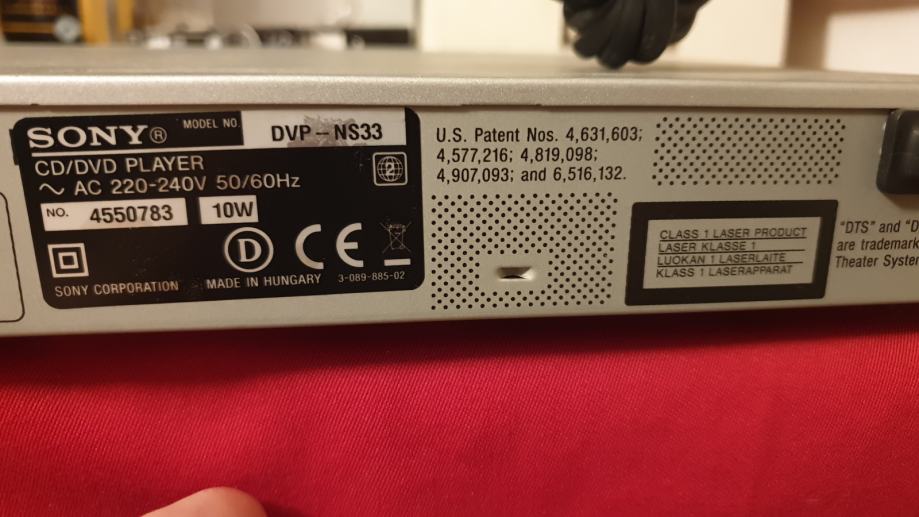 SONY®
MODEL NO. DVP-NS33
CD/DVD PLAYER
~ AC 220-240V 50/60Hz
2
NO. 4550783 10W
D CE
SONY CORPORATION MADE IN HUNGARY 3-089-885-02
U.S. Patent Nos. 4,631,603;
4,577,216; 4,819,098;
4,907,093; and 6,516,132.
CLASS 1 LASER PRODUCT
LASER KLASSE 1
LUOKAN 1 LASERLAITE
KLASS 1 LASERAPPARAT
"DTS" and "D
are trademark
Theater System